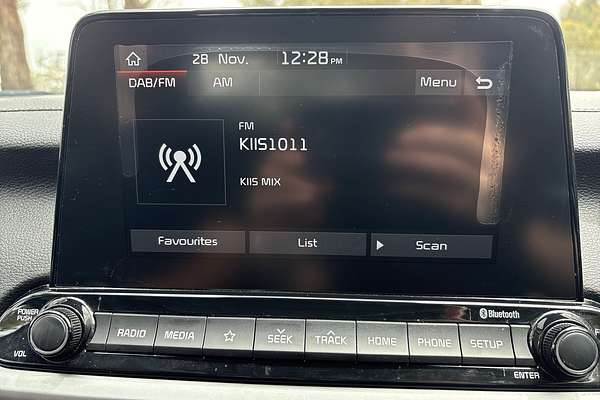 28 Nov. 12:28 PM
DAB/FM AM Menu
FM
KIIS1011
KIIS MIX
Favourites List Scan
Bluetooth
POWER
PUSH
RADIO MEDIA SEEK TRACK HOME PHONE SETUP
VOL ENTER